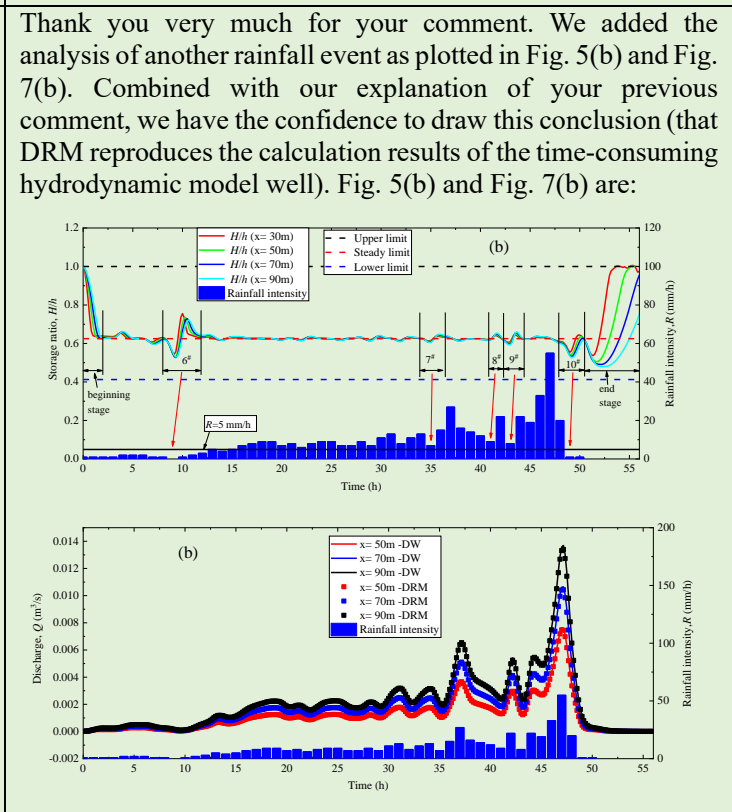 Thank you very much for your comment. We added the
analysis of another rainfall event as plotted in Fig. 5(b) and Fig.
7(b). Combined with our explanation of your previous
comment, we have the confidence to draw this conclusion (that
DRM reproduces the calculation results of the time-consuming
hydrodynamic model well). Fig. 5(b) and Fig. 7(b) are:
H/h (x= 30m)
H/h (x= 50m)
H/h (x= 70m)
H/h (x= 90m)
Rainfall intensity
Upper limit
Steady limit
Lower limit
(b)
Storage ratio, H/h
1.2
1.0
0.8
0.6
0.4
0.2
0.0
120
100
80
60
40
20
0
Rainfall intensity, R (mm/h)
6#
7#
8#
9#
10#
beginning
stage
end
stage
R=5 mm/h
0 5 10 15 20 25 30 35 40 45 50 55
Time (h)
(b)
x= 50m -DW
x= 70m -DW
x= 90m -DW
x= 50m -DRM
x= 70m -DRM
x= 90m -DRM
Rainfall intensity
Discharge, Q (m³/s)
0.014
0.012
0.010
0.008
0.006
0.004
0.002
0.000
-0.002
200
150
100
50
0
Rainfall intensity, R (mm/h)
0 5 10 15 20 25 30 35 40 45 50 55
Time (h)